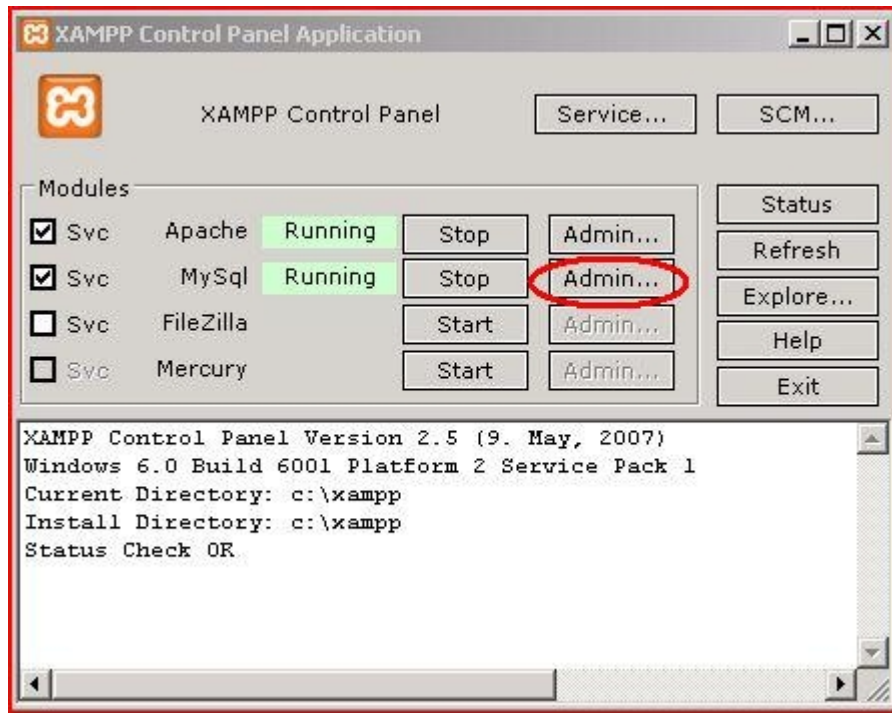 XAMPP Control Panel Application
XAMPP Control Panel Service... SCM...
Modules
Svc Apache Running Stop Admin...
Svc MySql Running Stop Admin...
Svc FileZilla Start Admin...
Svc Mercury Start Admin...
Status
Refresh
Explore...
Help
Exit
XAMPP Control Panel Version 2.5 (9. May, 2007)
Windows 6.0 Build 6001 Platform 2 Service Pack 1
Current Directory: c:\xampp
Install Directory: c:\xampp
Status Check OK